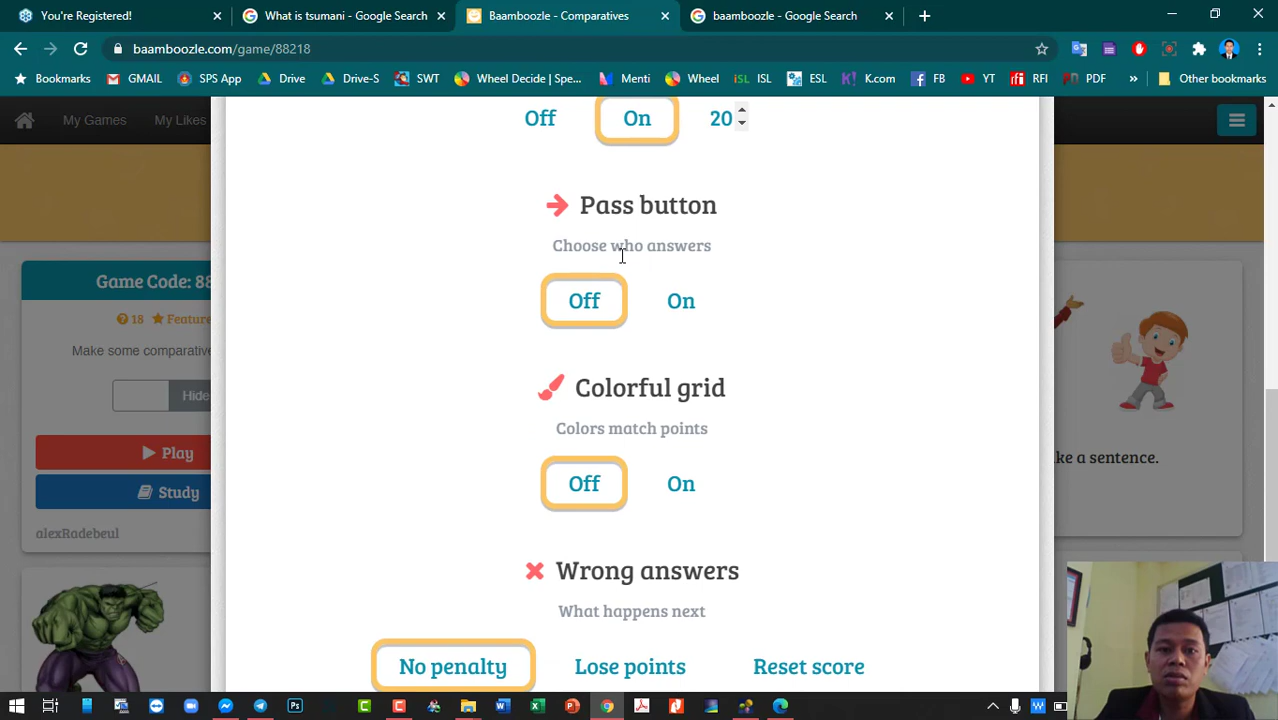 You're Registered!
What is tsumani - Google Search
Baamboozle - Comparatives
baamboozle - Google Search
baamboozle.com/game/88218
Bookmarks GMAIL SPS App Drive Drive-S SWT Wheel Decide | Spe... Menti Wheel iSL ISL ESL K.com FB YT RFI PDF » Other bookmarks
My Games My Likes
Off On 20
Pass button
Choose who answers
Off On
Colorful grid
Colors match points
Off On
Wrong answers
What happens next
No penalty Lose points Reset score
Game Code: 88
18 Feature
Make some comparative
Hide
Play
Study
alexRadebeul
ke a sentence.